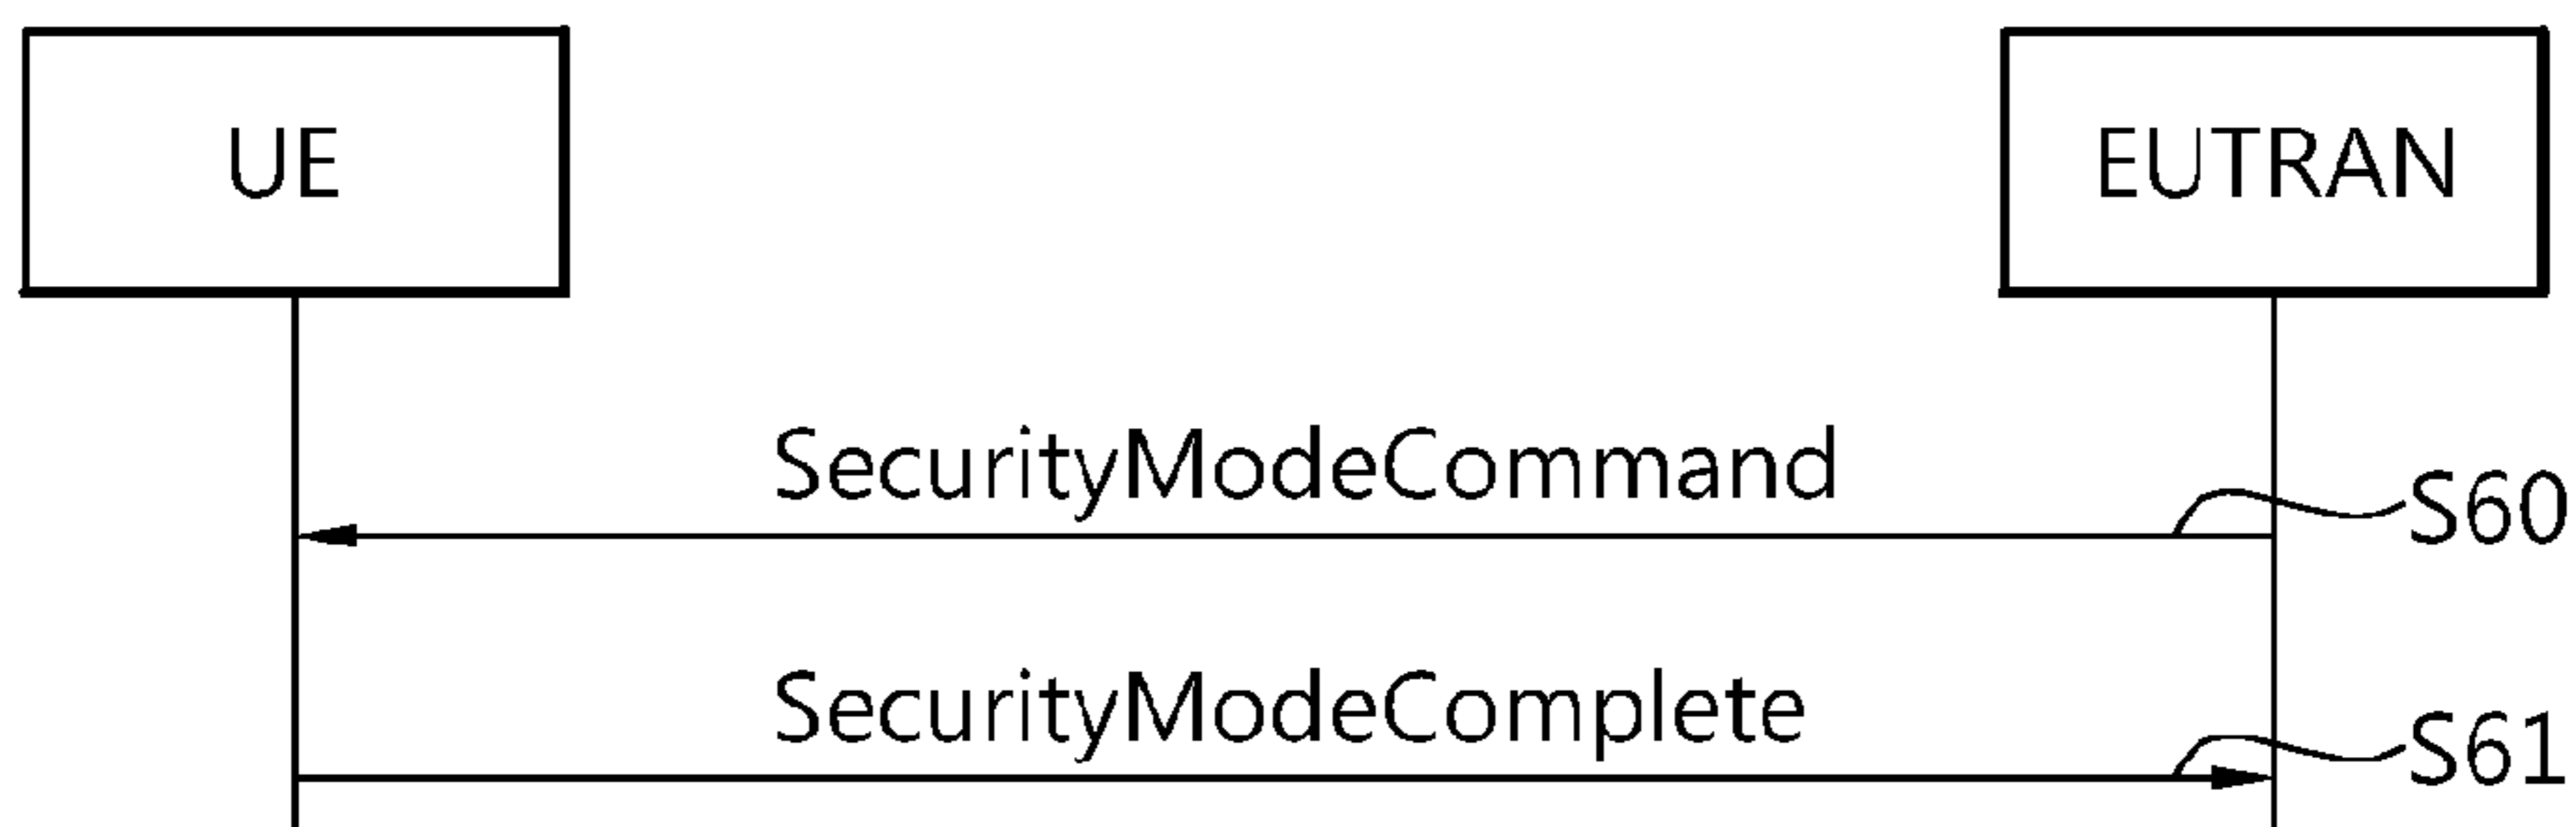 UE
EUTRAN
SecurityModeCommand
S60
SecurityModeComplete
S61